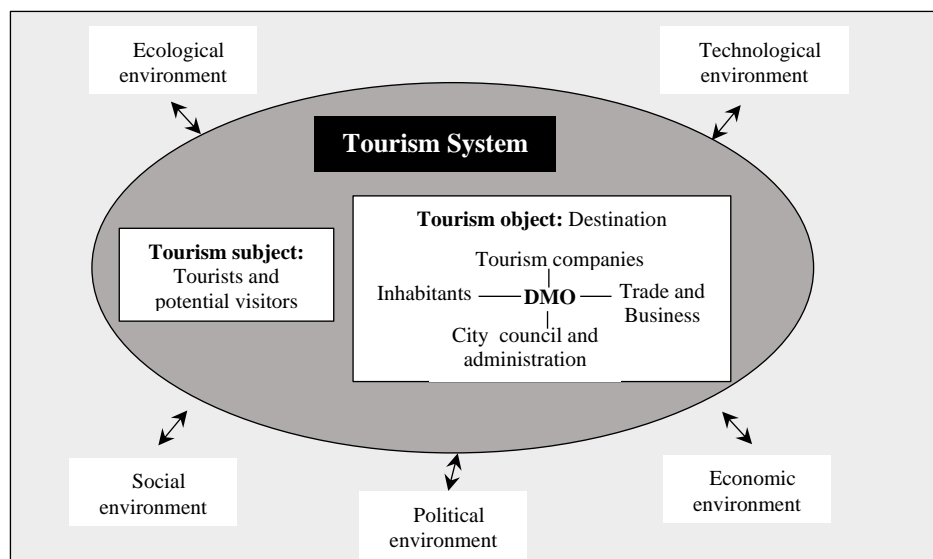 Ecological
environment
Technological
environment
Tourism System
Tourism subject:
Tourists and
potential visitors
Tourism object: Destination
Tourism companies
Inhabitants
DMO
Trade and
Business
City council and
administration
Social
environment
Political
environment
Economic
environment